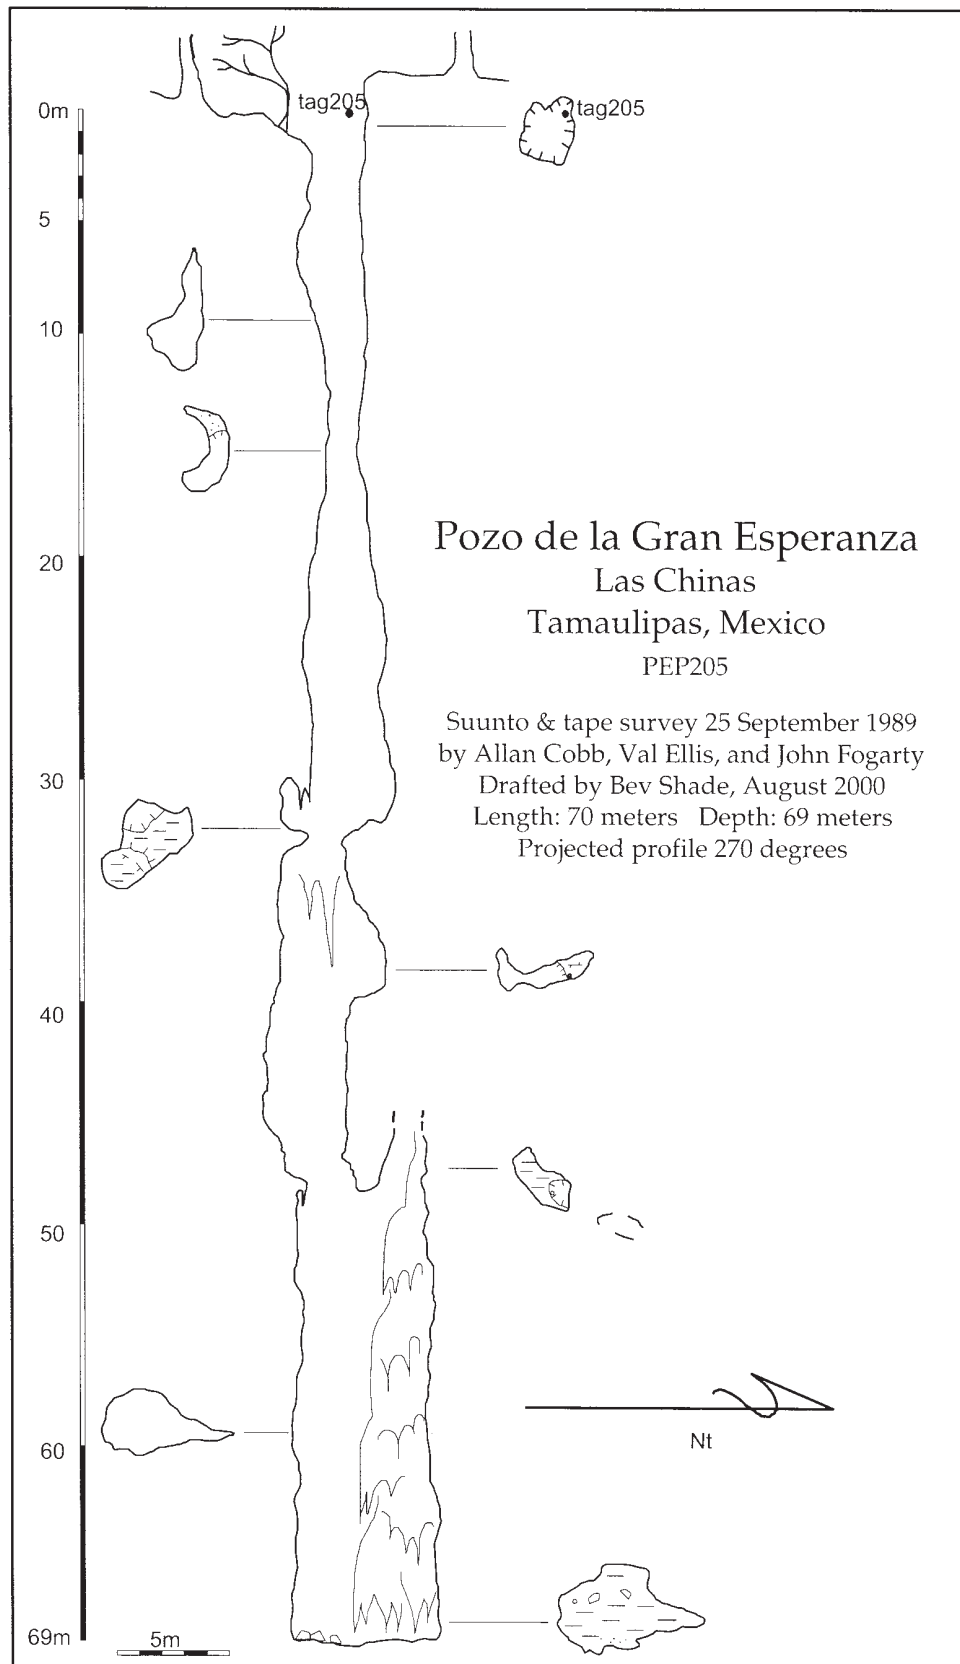 tag205
tag205
0m
5
10
20
30
40
50
60
69m
5m
Pozo de la Gran Esperanza
Las Chinas
Tamaulipas, Mexico
PEP205
Suunto & tape survey 25 September 1989
by Allan Cobb, Val Ellis, and John Fogarty
Drafted by Bev Shade, August 2000
Length: 70 meters Depth: 69 meters
Projected profile 270 degrees
Nt